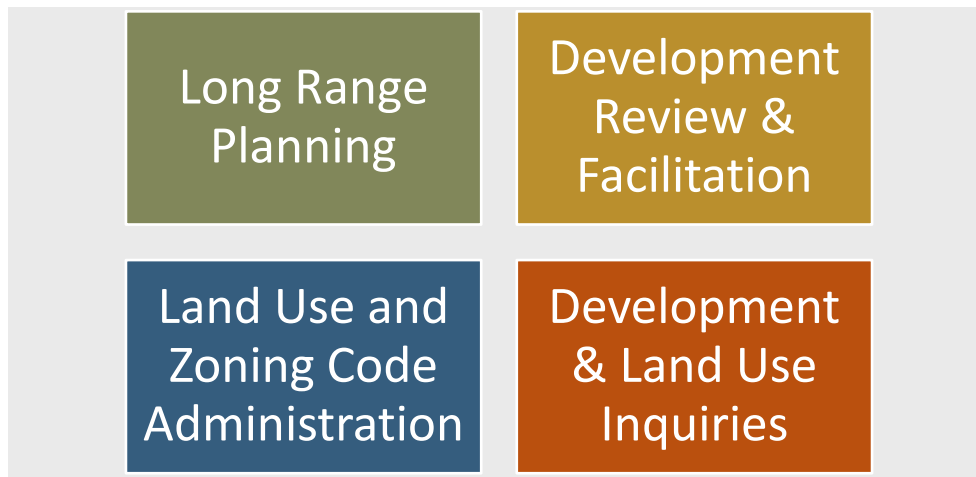 Long Range
Planning
Development
Review &
Facilitation
Land Use and
Zoning Code
Administration
Development
& Land Use
Inquiries